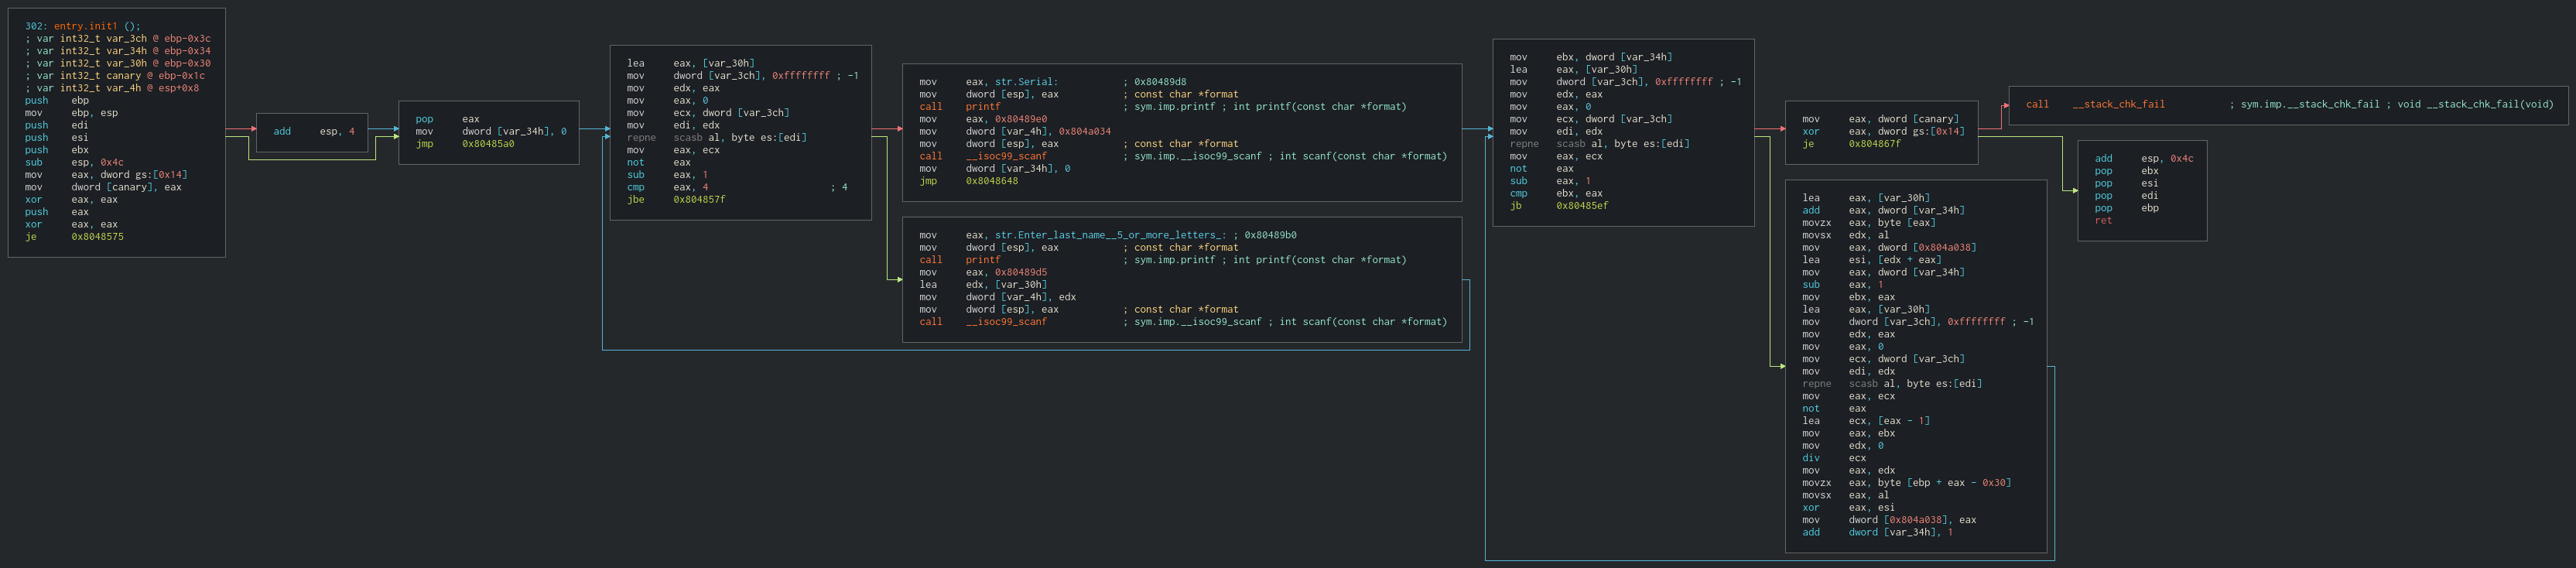 302: entry.init1 ();
; var int32_t var_3ch @ ebp-0x3c
; var int32_t var_34h @ ebp-0x34
; var int32_t var_30h @ ebp-0x30
; var int32_t canary @ ebp-0x1c
; var int32_t var_4h @ esp+0x8
push ebp
mov ebp, esp
push edi
push esi
push ebx
sub esp, 0x4c
mov eax, dword gs:[0x14]
mov dword [canary], eax
xor eax, eax
push eax
xor eax, eax
je 0x8048575
add esp, 4
pop eax
mov dword [var_34h], 0
jmp 0x80485a0
lea eax, [var_30h]
mov dword [var_3ch], 0xffffffff ; -1
mov edx, eax
mov eax, 0
mov ecx, dword [var_3ch]
mov edi, edx
repne scasb al, byte es:[edi]
mov eax, ecx
not eax
sub eax, 1
cmp eax, 4 ; 4
jbe 0x804857f
mov eax, str.Serial: ; 0x80489d8
mov dword [esp], eax ; const char *format
call printf ; sym.imp.printf ; int printf(const char *format)
mov eax, 0x80489e0
mov dword [var_4h], 0x804a034
mov dword [esp], eax ; const char *format
call __isoc99_scanf ; sym.imp.__isoc99_scanf ; int scanf(const char *format)
mov dword [var_34h], 0
jmp 0x8048648
mov eax, str.Enter_last_name__5_or_more_letters_: ; 0x80489b0
mov dword [esp], eax ; const char *format
call printf ; sym.imp.printf ; int printf(const char *format)
mov eax, 0x80489d5
lea edx, [var_30h]
mov dword [var_4h], edx
mov dword [esp], eax ; const char *format
call __isoc99_scanf ; sym.imp.__isoc99_scanf ; int scanf(const char *format)
mov ebx, dword [var_34h]
lea eax, [var_30h]
mov dword [var_3ch], 0xffffffff ; -1
mov edx, eax
mov eax, 0
mov ecx, dword [var_3ch]
mov edi, edx
repne scasb al, byte es:[edi]
mov eax, ecx
not eax
sub eax, 1
cmp ebx, eax
jb 0x80485ef
mov eax, dword [canary]
xor eax, dword gs:[0x14]
je 0x804867f
lea eax, [var_30h]
add eax, dword [var_34h]
movzx eax, byte [eax]
movsx edx, al
mov eax, dword [0x804a038]
lea esi, [edx + eax]
mov eax, dword [var_34h]
sub eax, 1
mov ebx, eax
lea eax, [var_30h]
mov dword [var_3ch], 0xffffffff ; -1
mov edx, eax
mov eax, 0
mov ecx, dword [var_3ch]
mov edi, edx
repne scasb al, byte es:[edi]
mov eax, ecx
not eax
lea ecx, [eax - 1]
mov eax, ebx
mov edx, 0
div ecx
mov eax, edx
movzx eax, byte [ebp + eax - 0x30]
movsx eax, al
xor eax, esi
mov dword [0x804a038], eax
add dword [var_34h], 1
call __stack_chk_fail ; sym.imp.__stack_chk_fail ; void __stack_chk_fail(void)
add esp, 0x4c
pop ebx
pop esi
pop edi
pop ebp
ret